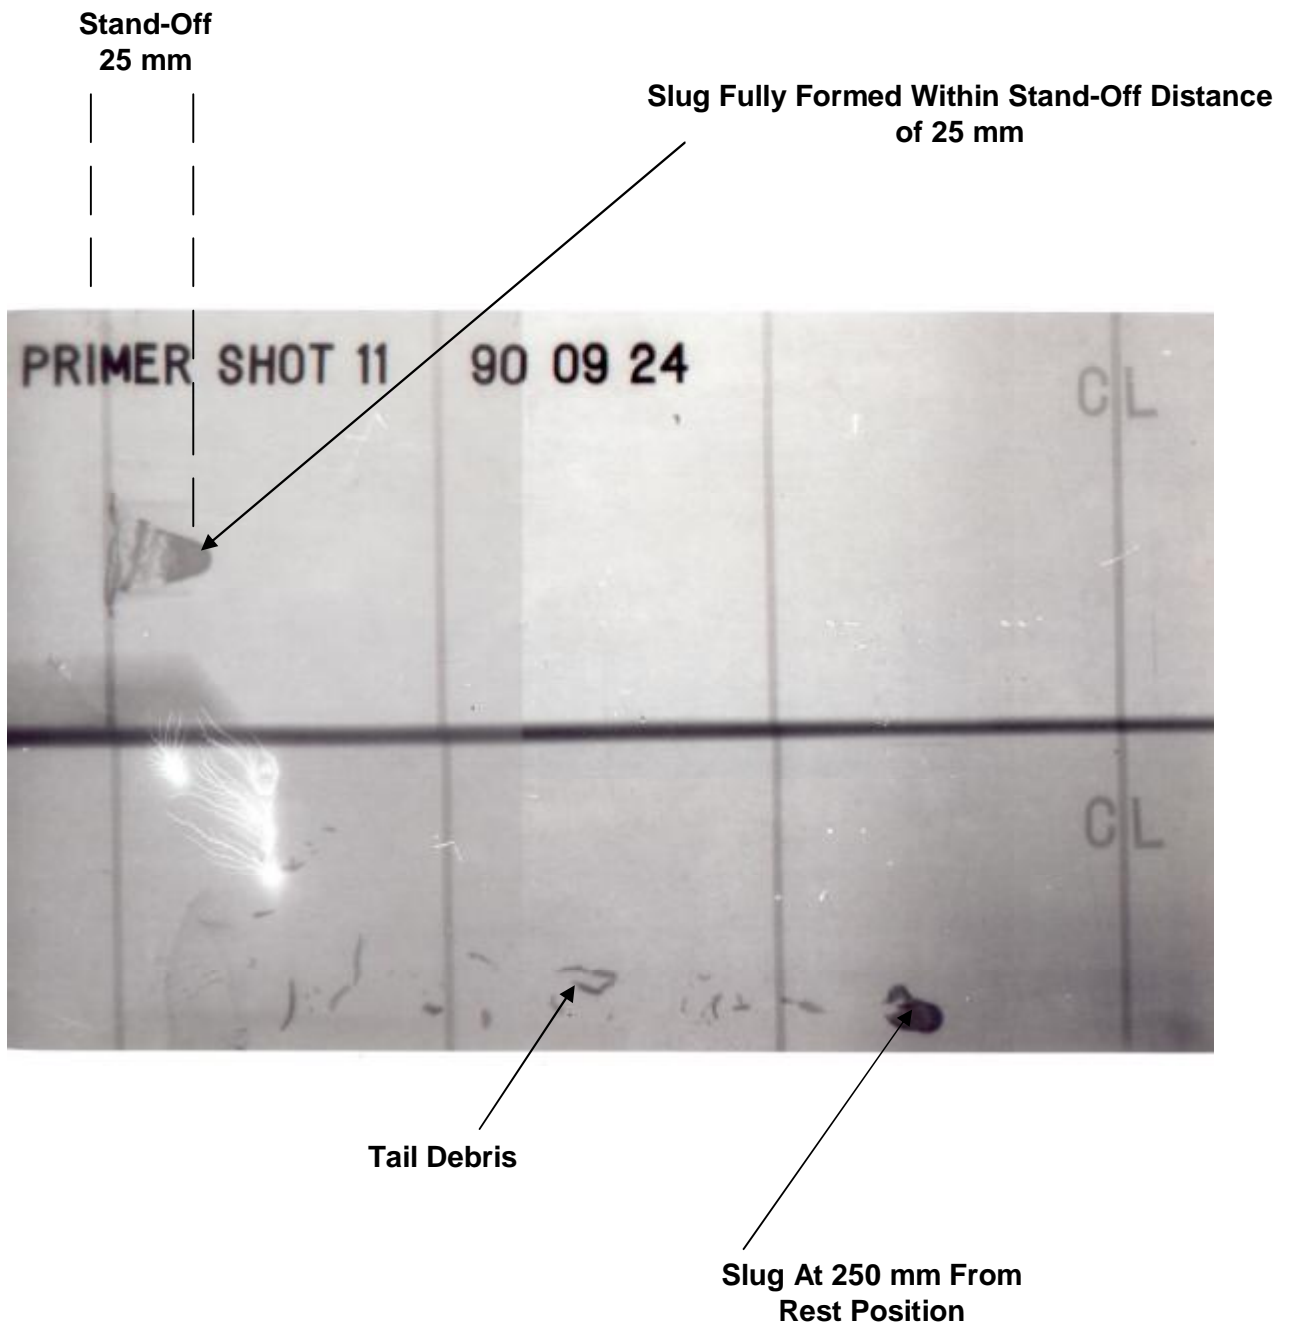 Stand-Off
25 mm
Slug Fully Formed Within Stand-Off Distance
of 25 mm
PRIMER SHOT 11 90 09 24
CL
CL
Tail Debris
Slug At 250 mm From
Rest Position